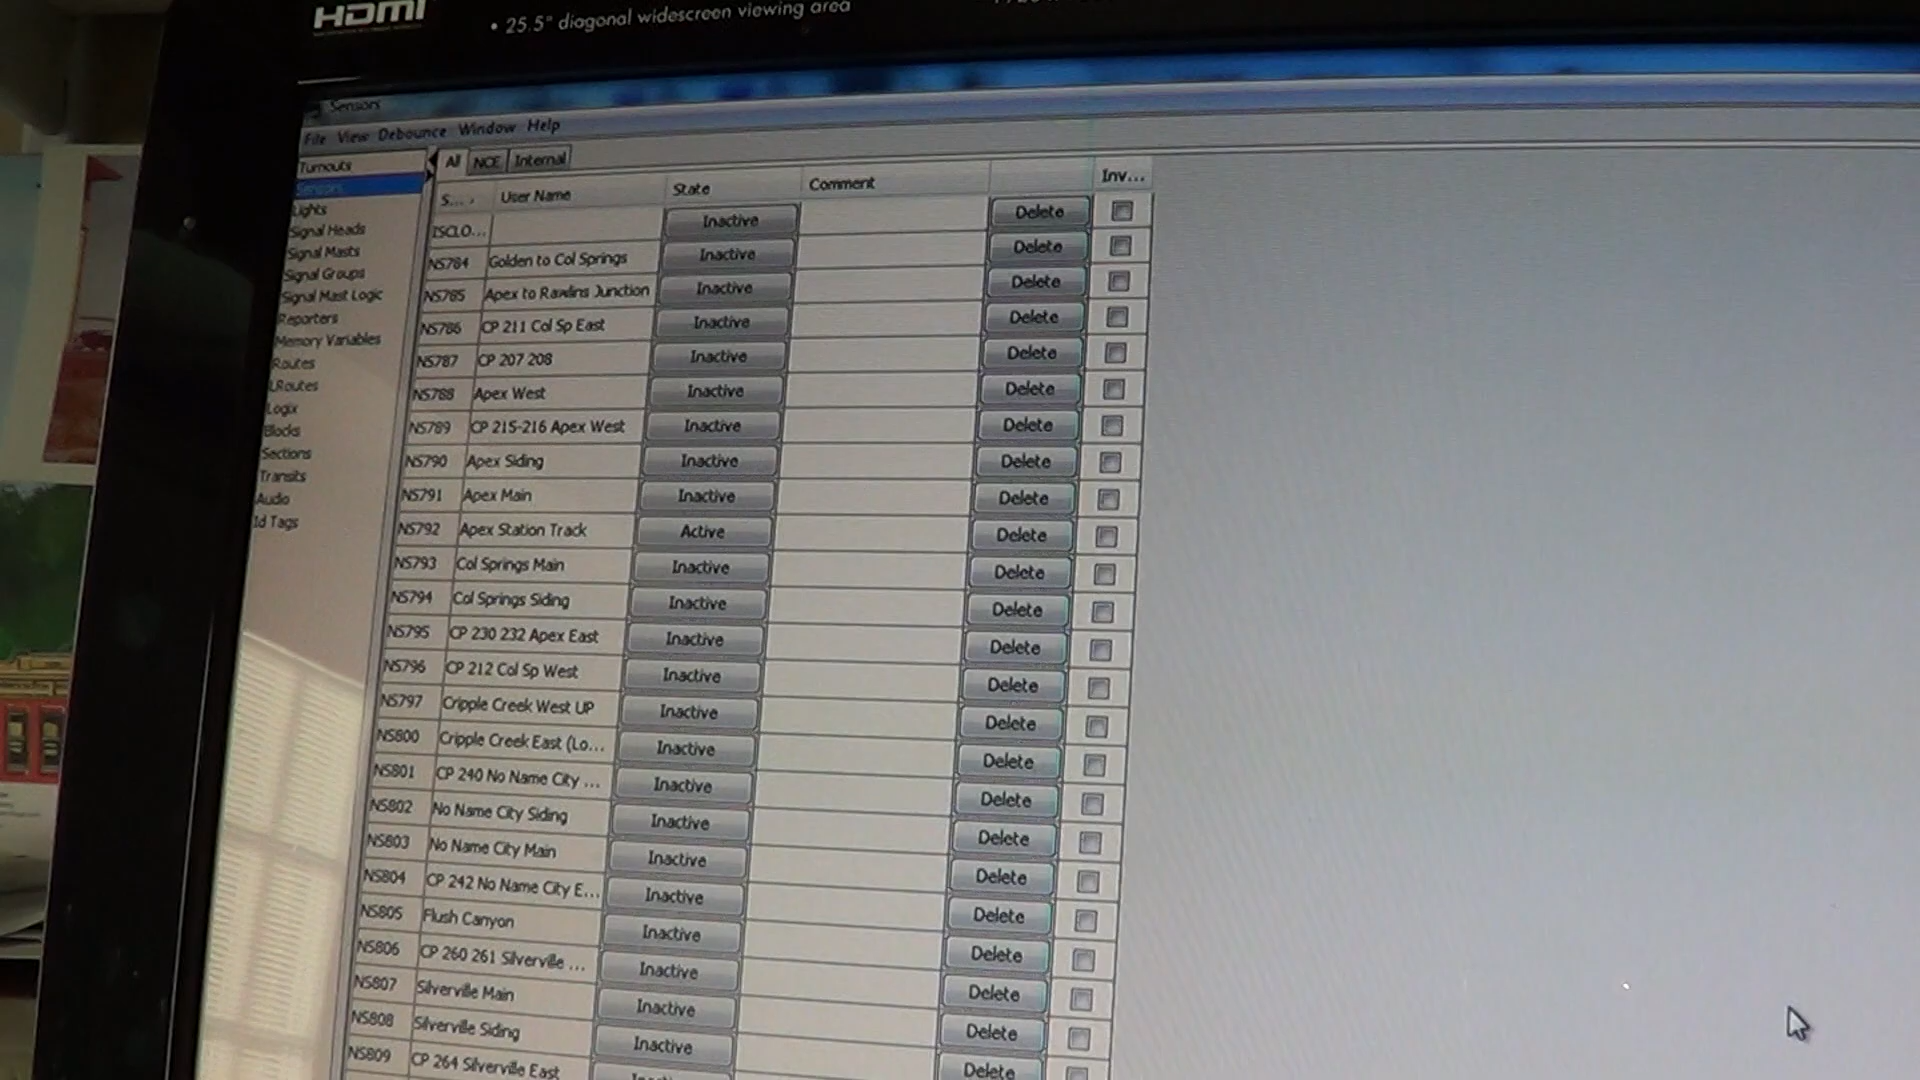 HDMI
• 25.5" diagonal widescreen viewing area
Sensors
File View Debounce Window Help
Turnouts
Sensors
Lights
Signal Heads
Signal Masts
Signal Groups
Signal Mast Logic
Reporters
Memory Variables
Routes
LRoutes
Logix
Blocks
Sections
Transits
Audio
Id Tags
All NCE Internal
S... User Name State Comment Inv...
ISCLO... Inactive Delete
NS784 Golden to Col Springs Inactive Delete
NS785 Apex to Rawlins Junction Inactive Delete
NS786 CP 211 Col Sp East Inactive Delete
NS787 CP 207 208 Inactive Delete
NS788 Apex West Inactive Delete
NS789 CP 215-216 Apex West Inactive Delete
NS790 Apex Siding Inactive Delete
NS791 Apex Main Inactive Delete
NS792 Apex Station Track Active Delete
NS793 Col Springs Main Inactive Delete
NS794 Col Springs Siding Inactive Delete
NS795 CP 230 232 Apex East Inactive Delete
NS796 CP 212 Col Sp West Inactive Delete
NS797 Cripple Creek West UP Inactive Delete
NS800 Cripple Creek East (Lo... Inactive Delete
NS801 CP 240 No Name City ... Inactive Delete
NS802 No Name City Siding Inactive Delete
NS803 No Name City Main Inactive Delete
NS804 CP 242 No Name City E... Inactive Delete
NS805 Flush Canyon Inactive Delete
NS806 CP 260 261 Silverville ... Inactive Delete
NS807 Silverville Main Inactive Delete
NS808 Silverville Siding Inactive Delete
NS809 CP 264 Silverville East Delete